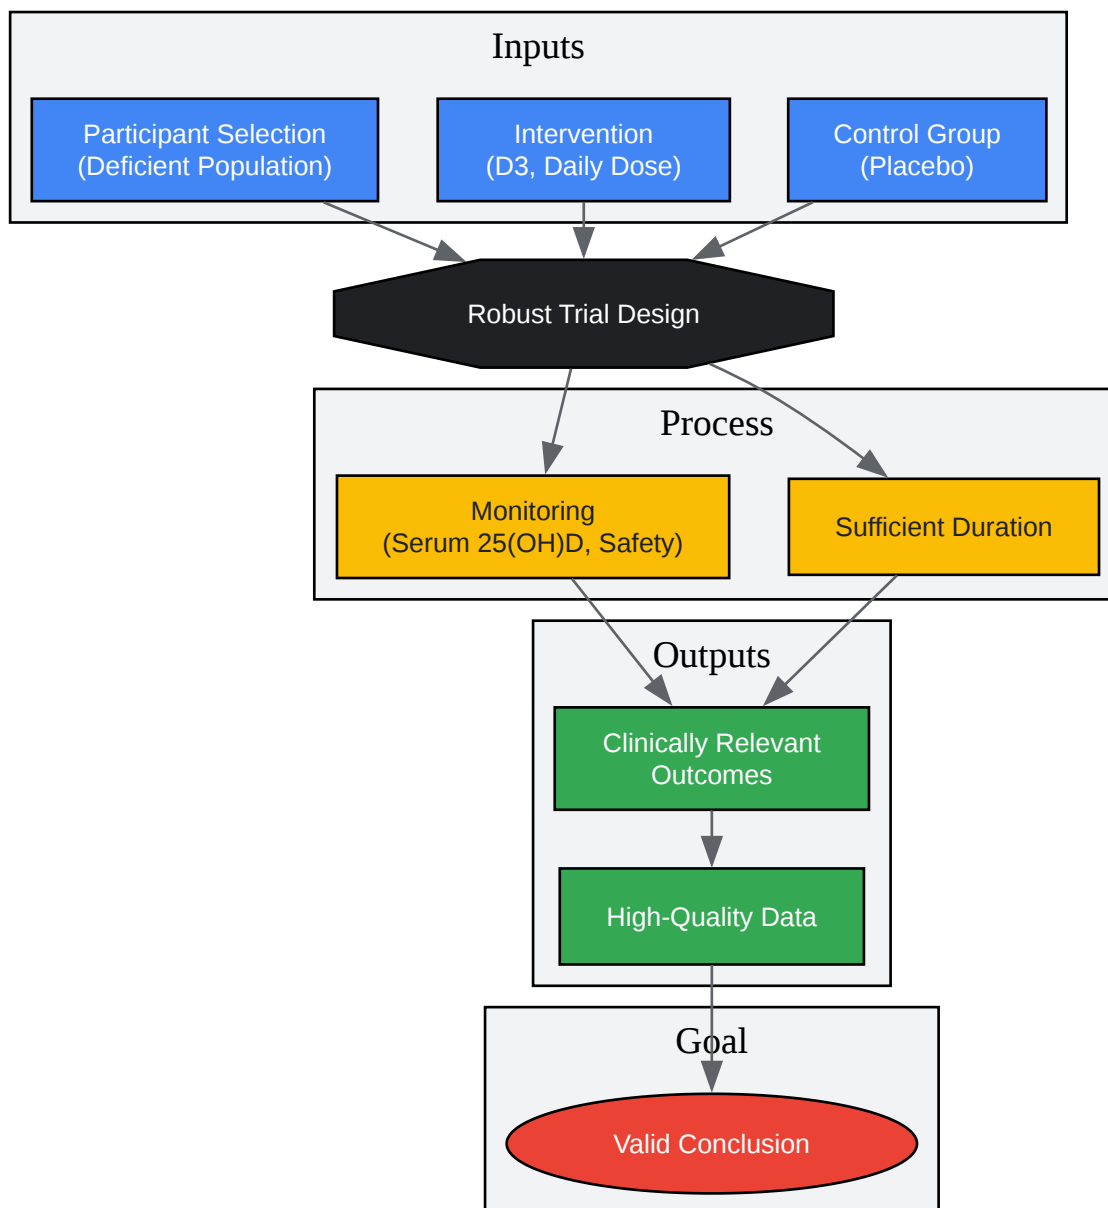 Inputs
Participant Selection
(Deficient Population)
Intervention
(D3, Daily Dose)
Control Group
(Placebo)
Robust Trial Design
Process
Monitoring
(Serum 25(OH)D, Safety)
Sufficient Duration
Outputs
Clinically Relevant
Outcomes
High-Quality Data
Goal
Valid Conclusion